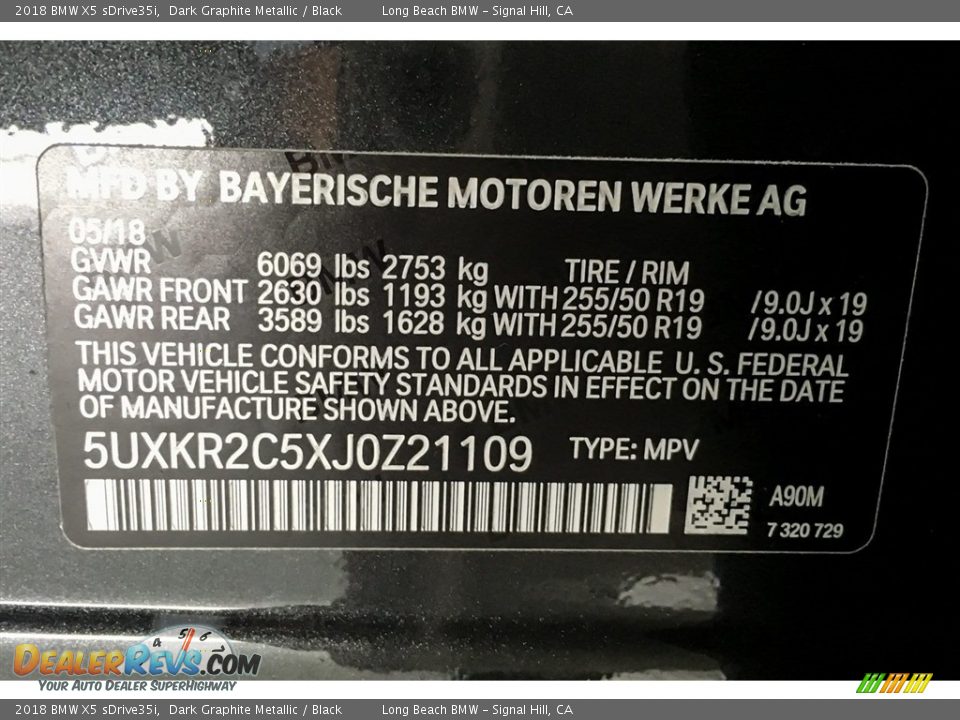 2018 BMW X5 sDrive35i, Dark Graphite Metallic / Black Long Beach BMW - Signal Hill, CA
MFD BY BAYERISCHE MOTOREN WERKE AG
05/18
GVWR 6069 lbs 2753 kg TIRE / RIM
GAWR FRONT 2630 lbs 1193 kg WITH 255/50 R19 /9.0J x 19
GAWR REAR 3589 lbs 1628 kg WITH 255/50 R19 /9.0J x 19
THIS VEHICLE CONFORMS TO ALL APPLICABLE U. S. FEDERAL
MOTOR VEHICLE SAFETY STANDARDS IN EFFECT ON THE DATE
OF MANUFACTURE SHOWN ABOVE.
5UXKR2C5XJ0Z21109 TYPE: MPV
A90M
7 320 729
4 5 6
DEALERREVS.COM
YOUR AUTO DEALER SUPERHIGHWAY
2018 BMW X5 sDrive35i, Dark Graphite Metallic / Black Long Beach BMW - Signal Hill, CA